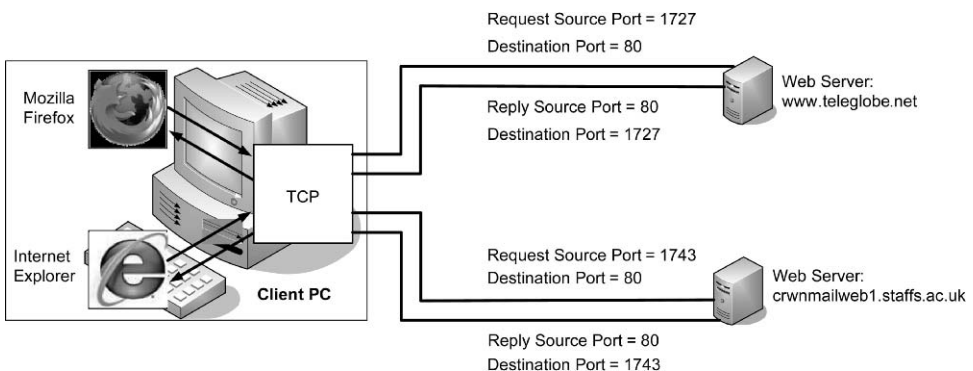 Request Source Port = 1727
Destination Port = 80
Mozilla
Firefox
Web Server:
www.teleglobe.net
Reply Source Port = 80
Destination Port = 1727
TCP
Internet
Explorer
Client PC
Request Source Port = 1743
Destination Port = 80
Web Server:
crwnmailweb1.staffs.ac.uk
Reply Source Port = 80
Destination Port = 1743